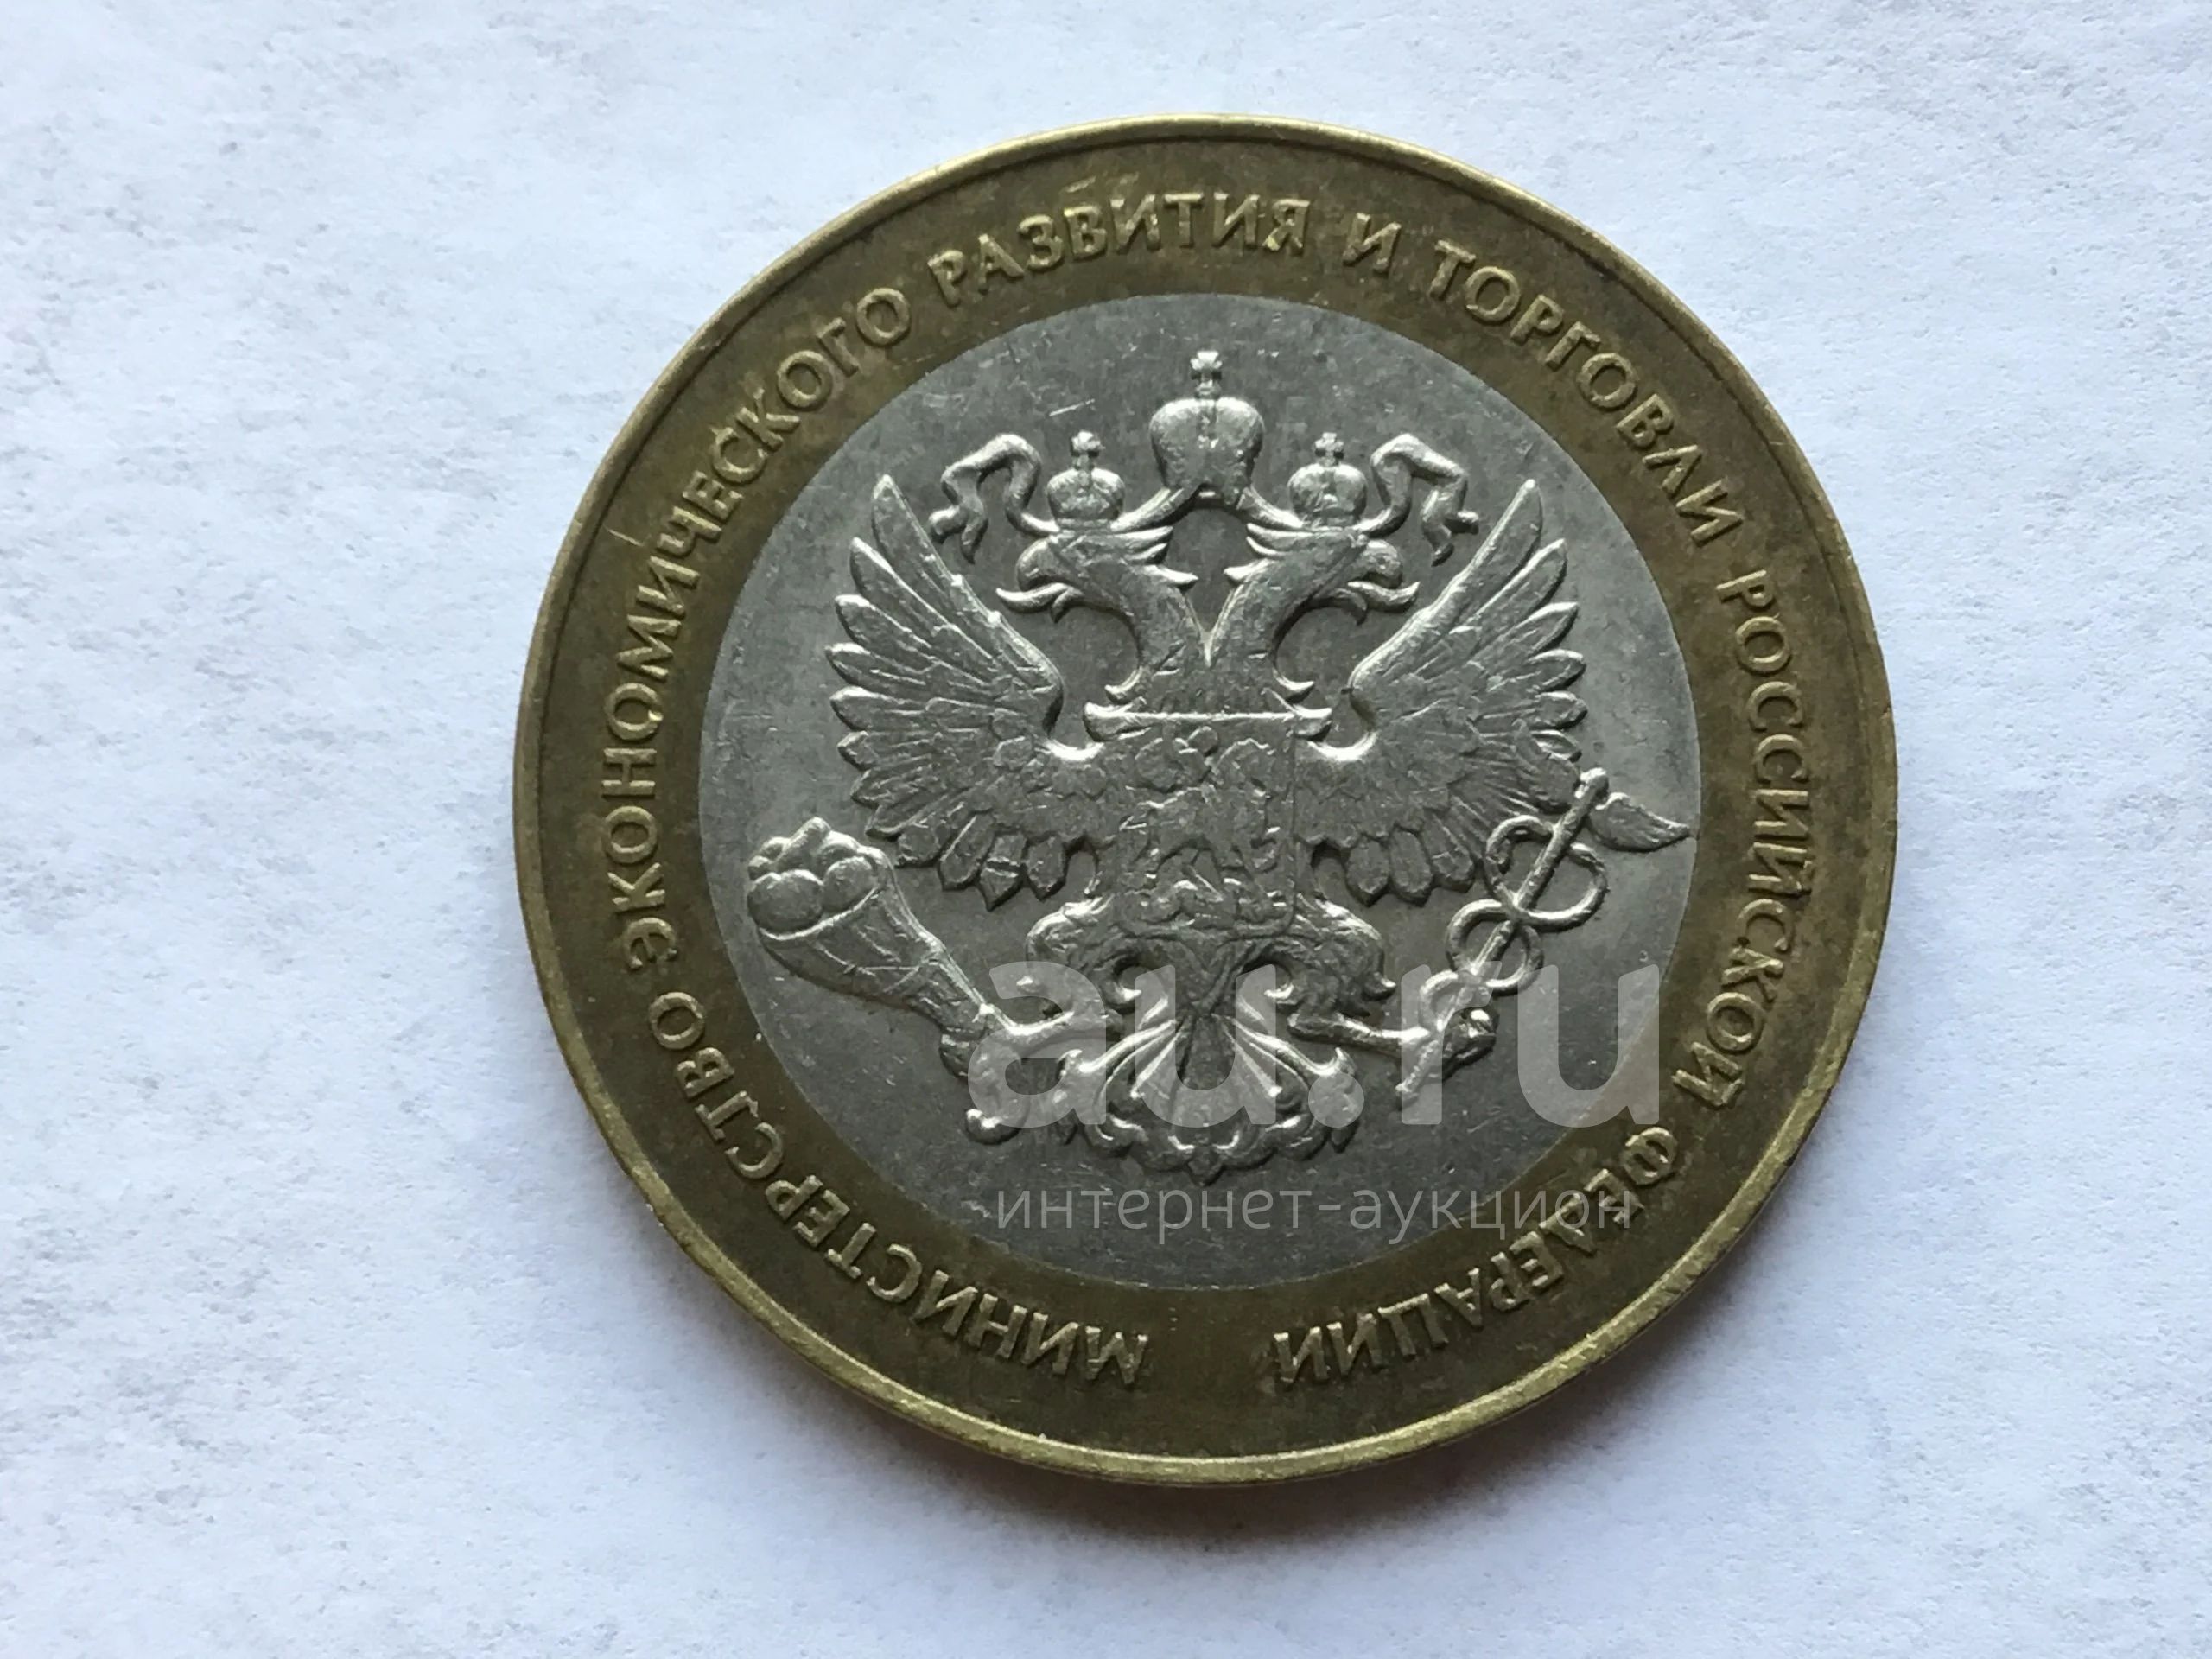 МИНИСТЕРСТВО ЭКОНОМИЧЕСКОГО РАЗВИТИЯ И ТОРГОВЛИ РОССИЙСКОЙ ФЕДЕРАЦИИ
au.ru
интернет-аукцион